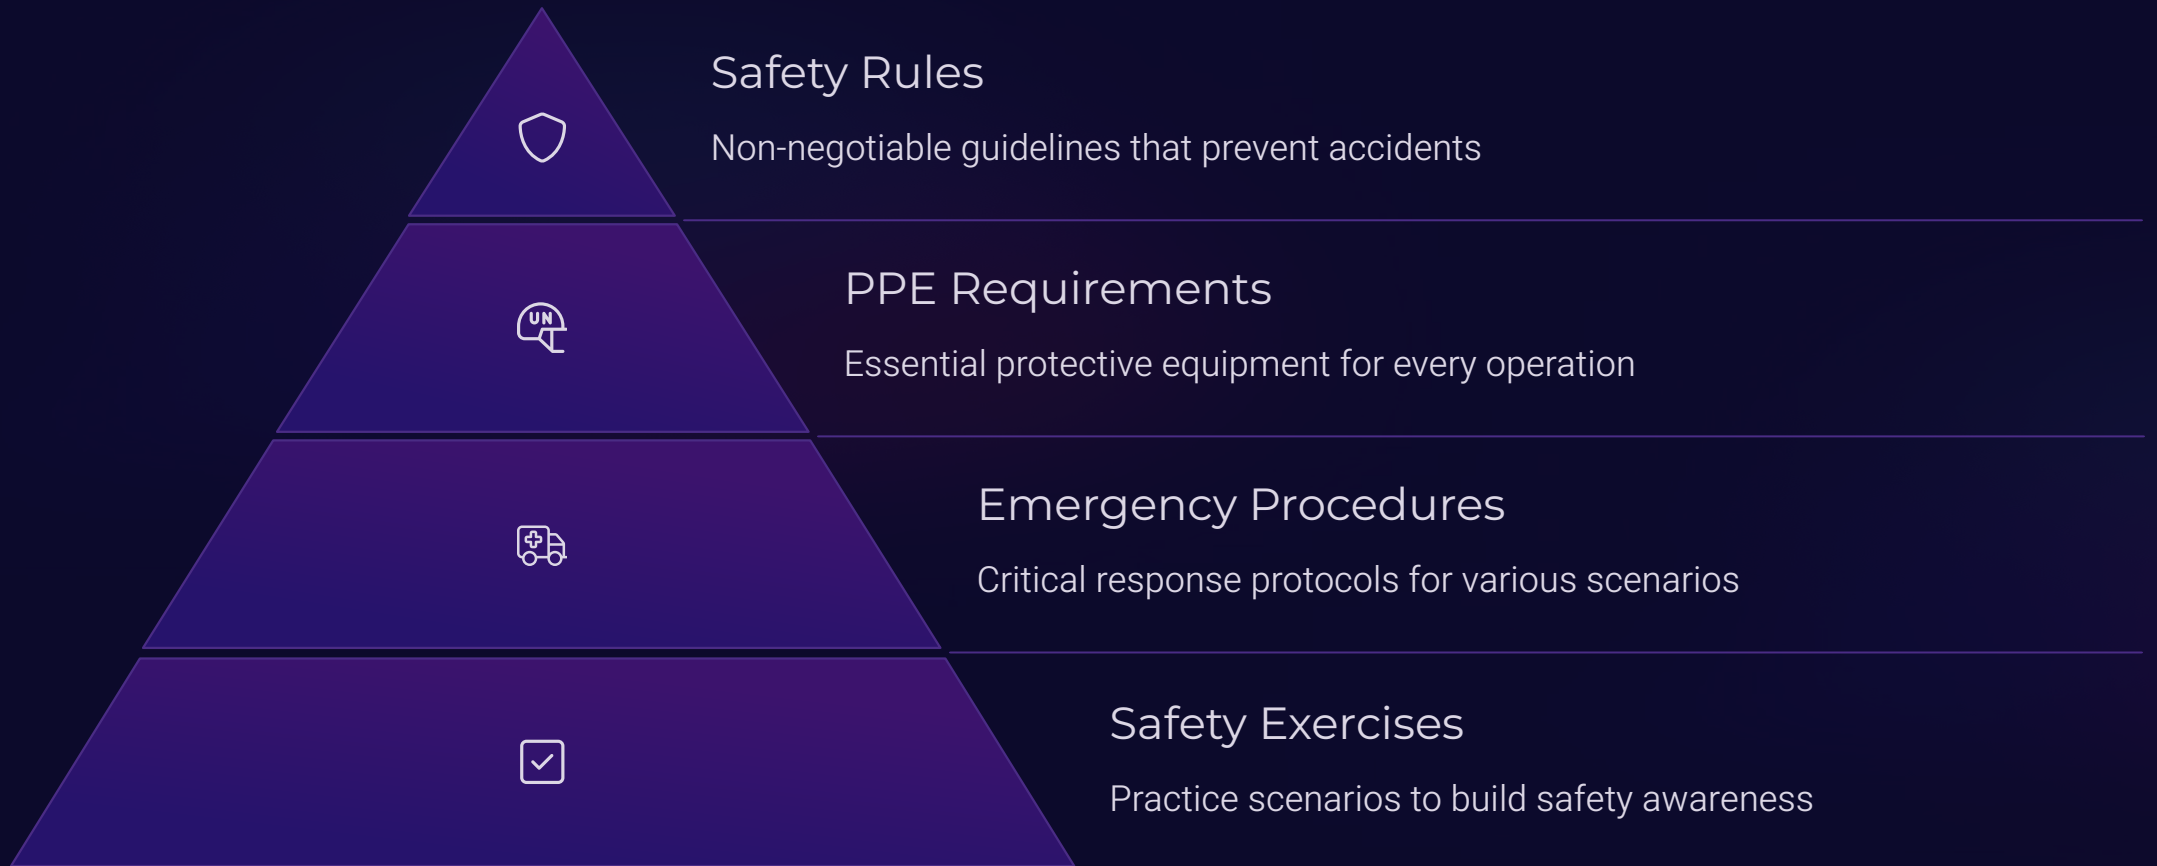 Safety Rules
Non-negotiable guidelines that prevent accidents
UN
PPE Requirements
Essential protective equipment for every operation
Emergency Procedures
Critical response protocols for various scenarios
Safety Exercises
Practice scenarios to build safety awareness